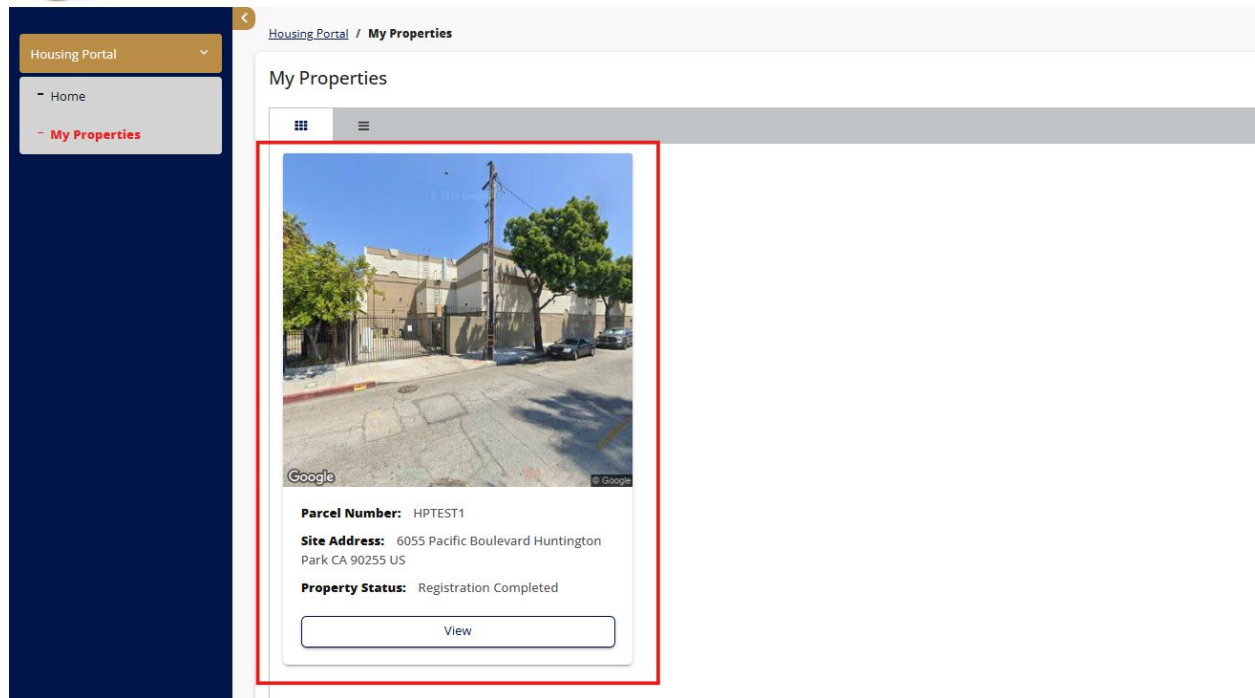 Housing Portal
- Home
- My Properties
Housing Portal / My Properties
My Properties
Google
© Google
Parcel Number: HPTEST1
Site Address: 6055 Pacific Boulevard Huntington
Park CA 90255 US
Property Status: Registration Completed
View